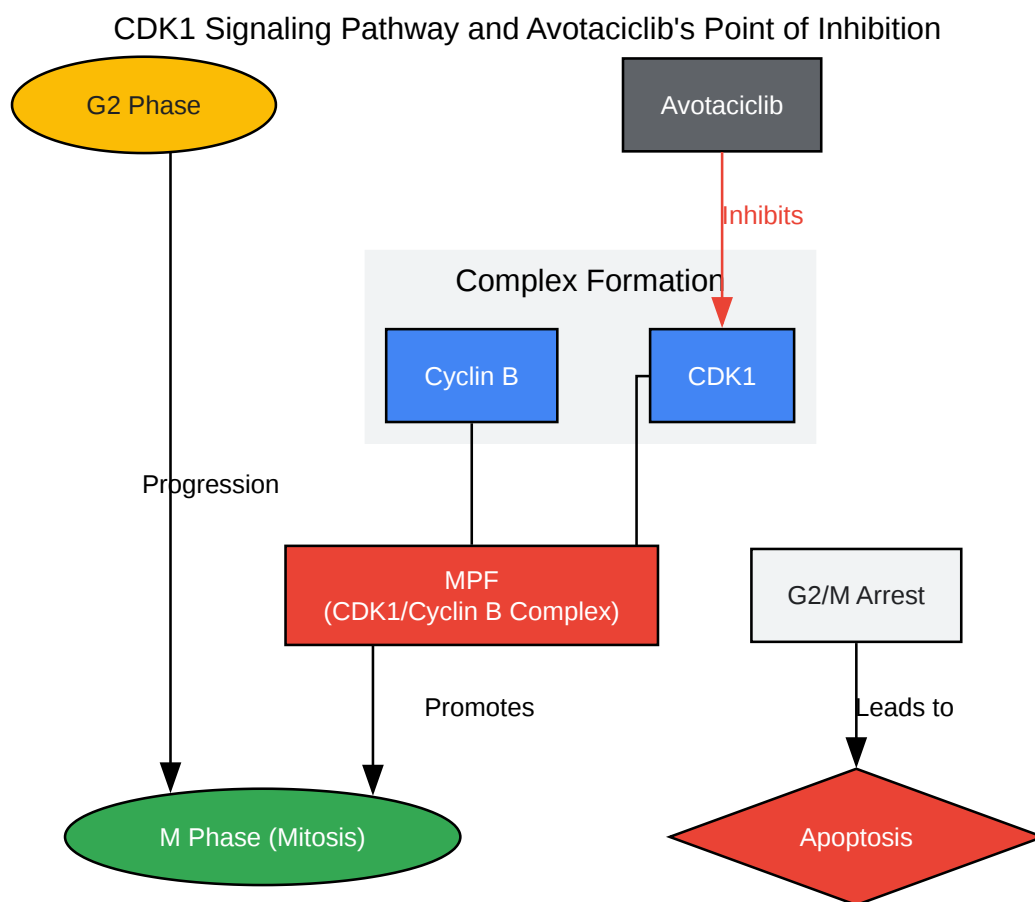 CDK1 Signaling Pathway and Avotaciclib's Point of Inhibition
G2 Phase
Avotaciclib
Inhibits
Complex Formation
Cyclin B
CDK1
Progression
MPF
(CDK1/Cyclin B Complex)
G2/M Arrest
Promotes
Leads to
M Phase (Mitosis)
Apoptosis